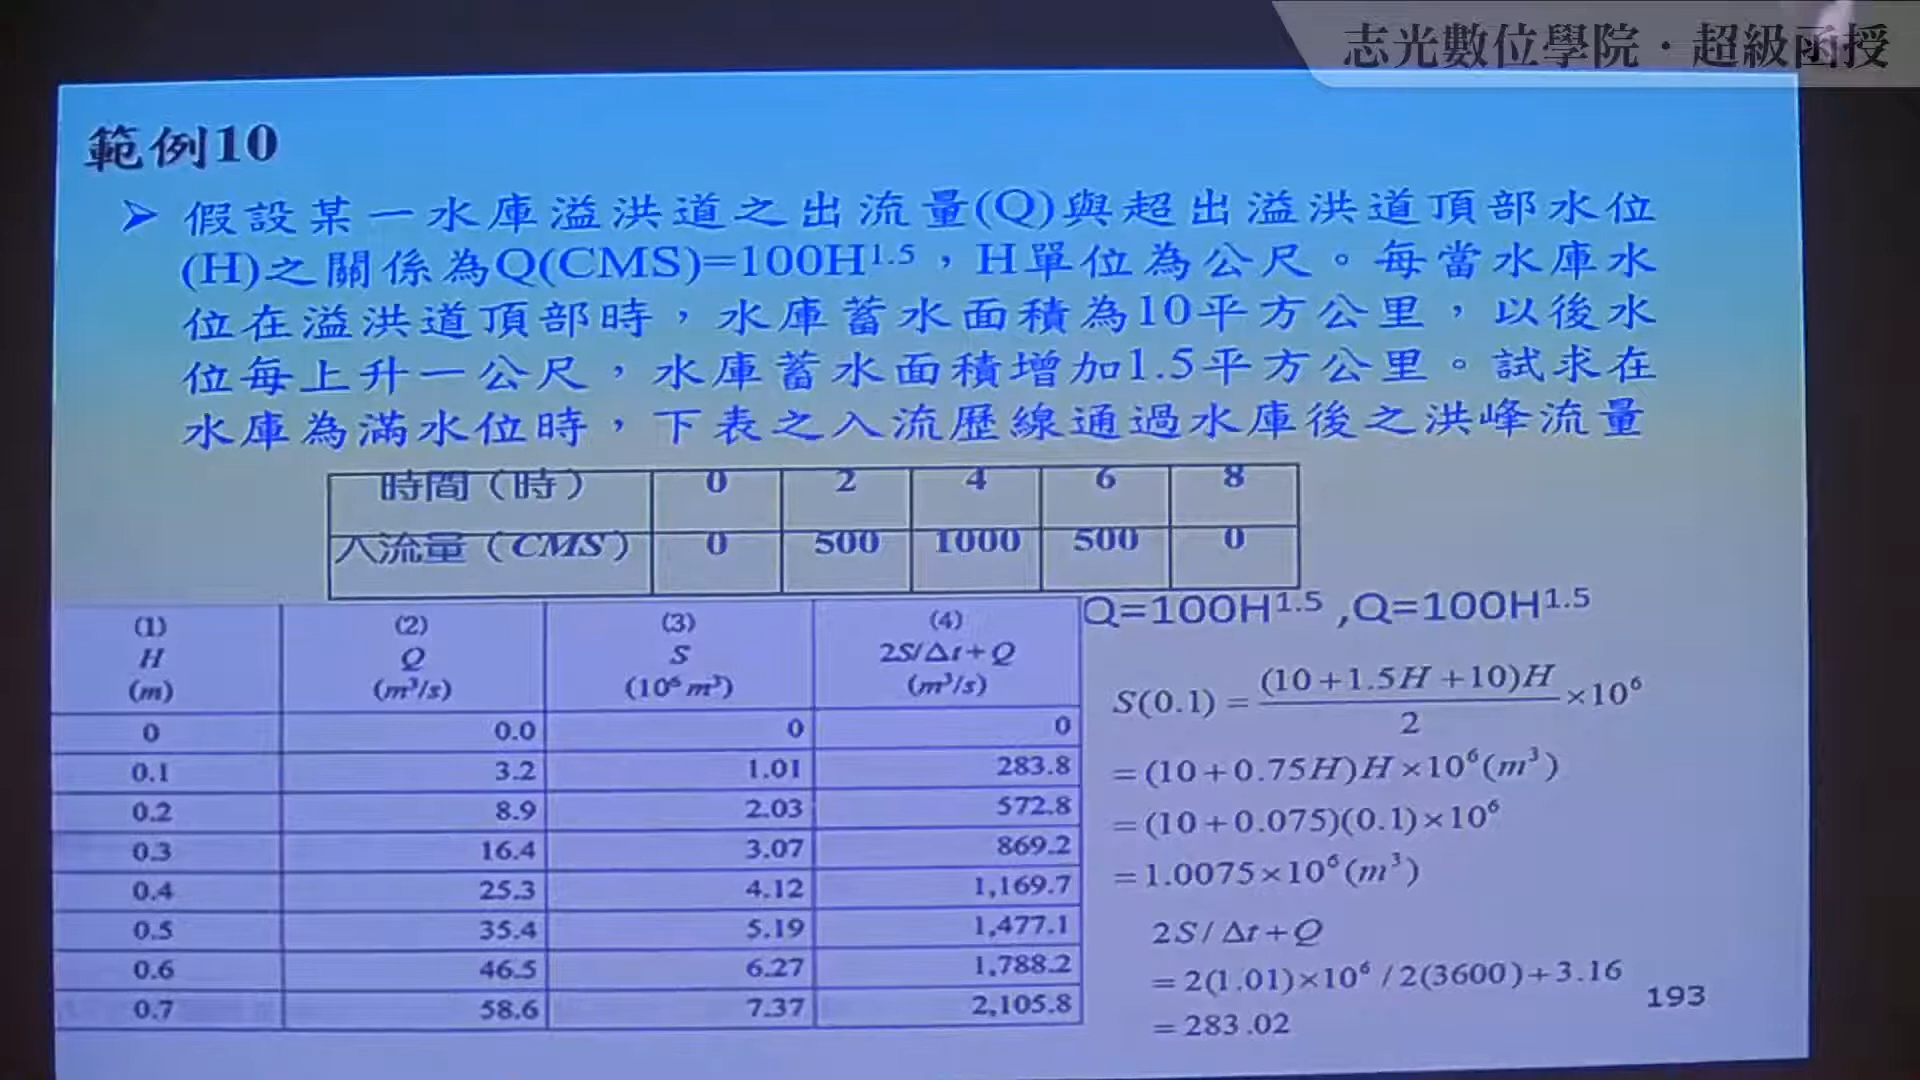 志光數位學院・超級函授
範例10
➢ 假設某一水庫溢洪道之出流量(Q)與超出溢洪道頂部水位
(H)之關係為Q(CMS)=100H^1.5，H單位為公尺。每當水庫水
位在溢洪道頂部時，水庫蓄水面積為10平方公里，以後水
位每上升一公尺，水庫蓄水面積增加1.5平方公里。試求在
水庫為滿水位時，下表之入流歷線通過水庫後之洪峰流量
時間（時） 0 2 4 6 8
入流量（CMS） 0 500 1000 500 0
(1) (2) (3) (4)
H Q S 2S/Δt+Q
(m) (m³/s) (10⁶ m³) (m³/s)
0 0.0 0 0
0.1 3.2 1.01 283.8
0.2 8.9 2.03 572.8
0.3 16.4 3.07 869.2
0.4 25.3 4.12 1,169.7
0.5 35.4 5.19 1,477.1
0.6 46.5 6.27 1,788.2
0.7 58.6 7.37 2,105.8
Q=100H^1.5 ,Q=100H^1.5
S(0.1) = (10+1.5H+10)H / 2 ×10⁶
=(10+0.75H)H×10⁶(m³)
=(10+0.075)(0.1)×10⁶
=1.0075×10⁶(m³)
2S/Δt+Q
=2(1.01)×10⁶/2(3600)+3.16
=283.02
193